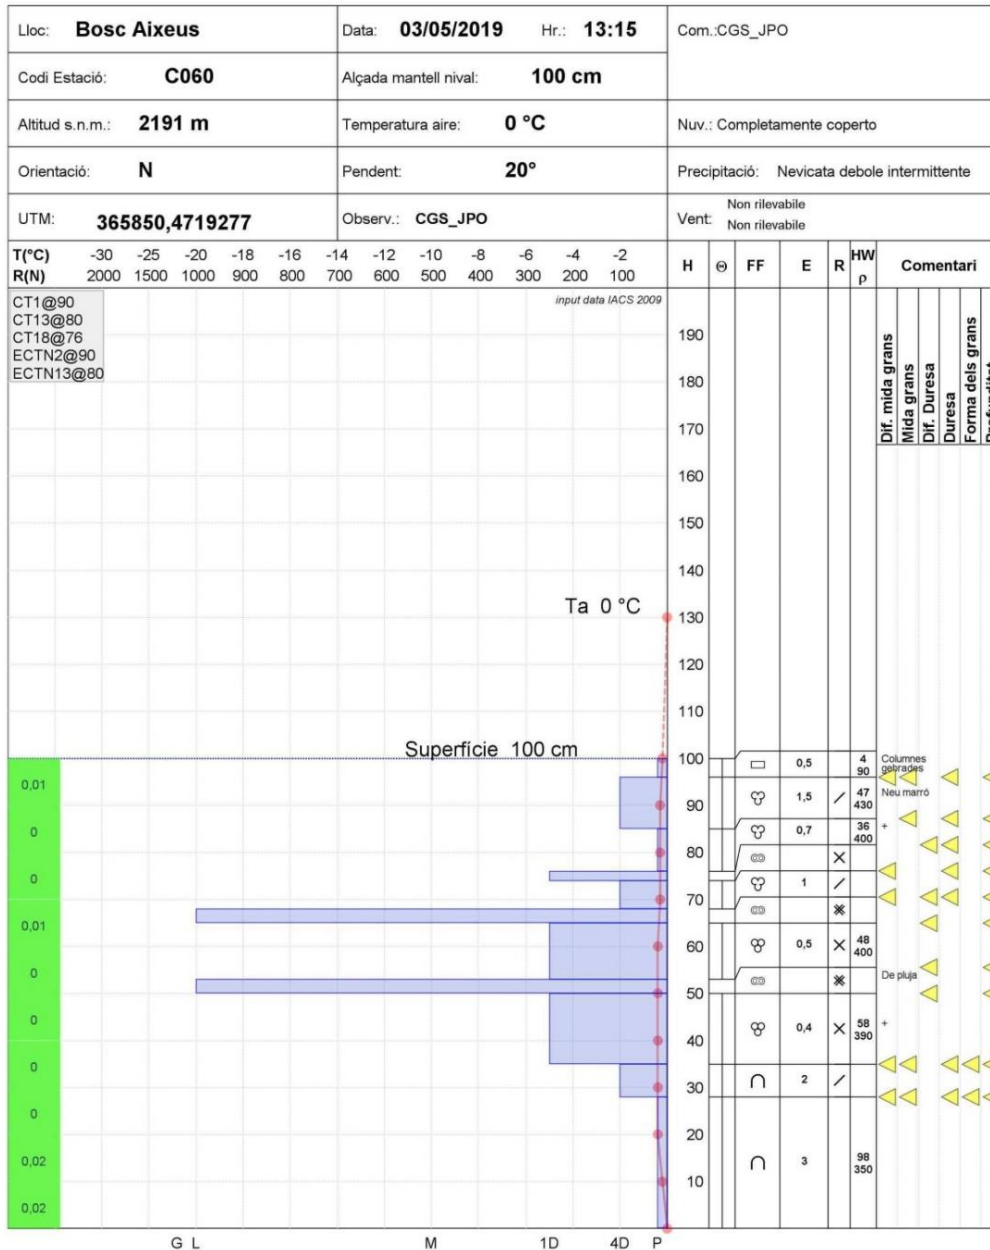 Lloc: Bosc Aixeus Data: 03/05/2019 Hr.: 13:15 Com.:CGS_JPO
Codi Estació: C060 Alçada mantell nival: 100 cm
Altitud s.n.m.: 2191 m Temperatura aire: 0 °C Nuv.: Completamente coperto
Orientació: N Pendent: 20° Precipitació: Nevicata debole intermittente
UTM: 365850,4719277 Observ.: CGS_JPO Vent: Non rilevabile
Non rilevabile
T(°C) -30 -25 -20 -18 -16 -14 -12 -10 -8 -6 -4 -2
R(N) 2000 1500 1000 900 800 700 600 500 400 300 200 100
H Θ FF E R HW ρ Comentari
CT1@90
CT13@80
CT18@76
ECTN2@90
ECTN13@80
input data IACS 2009
Dif. mida grans
Mida grans
Dif. Duresa
Duresa
Forma dels grans
190
180
170
160
150
140
Ta 0 °C
130
120
110
Superfície 100 cm
100 0,5 4 90 Columnes gebrades
0,01
90 1,5 / 47 430 Neu marró
0
0,7 36 400 +
80
0
1 /
70
0,01
60 0,5 48 400
0
De pluja
50
0
40 0,4 58 390 +
0
30 2 /
0
20
0,02
3 98 350
10
0,02
G L M 1D 4D P